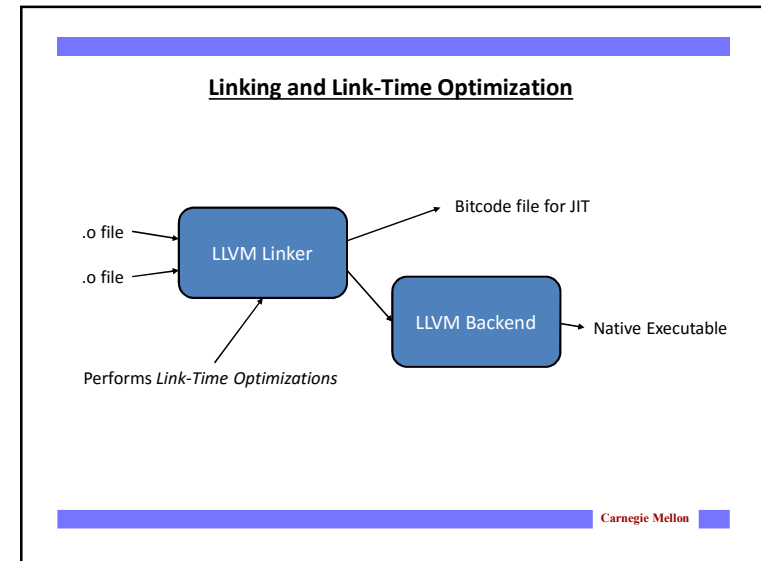 Linking and Link-Time Optimization
Bitcode file for JIT
.o file
LLVM Linker
.o file
LLVM Backend
Native Executable
Performs Link-Time Optimizations
Carnegie Mellon